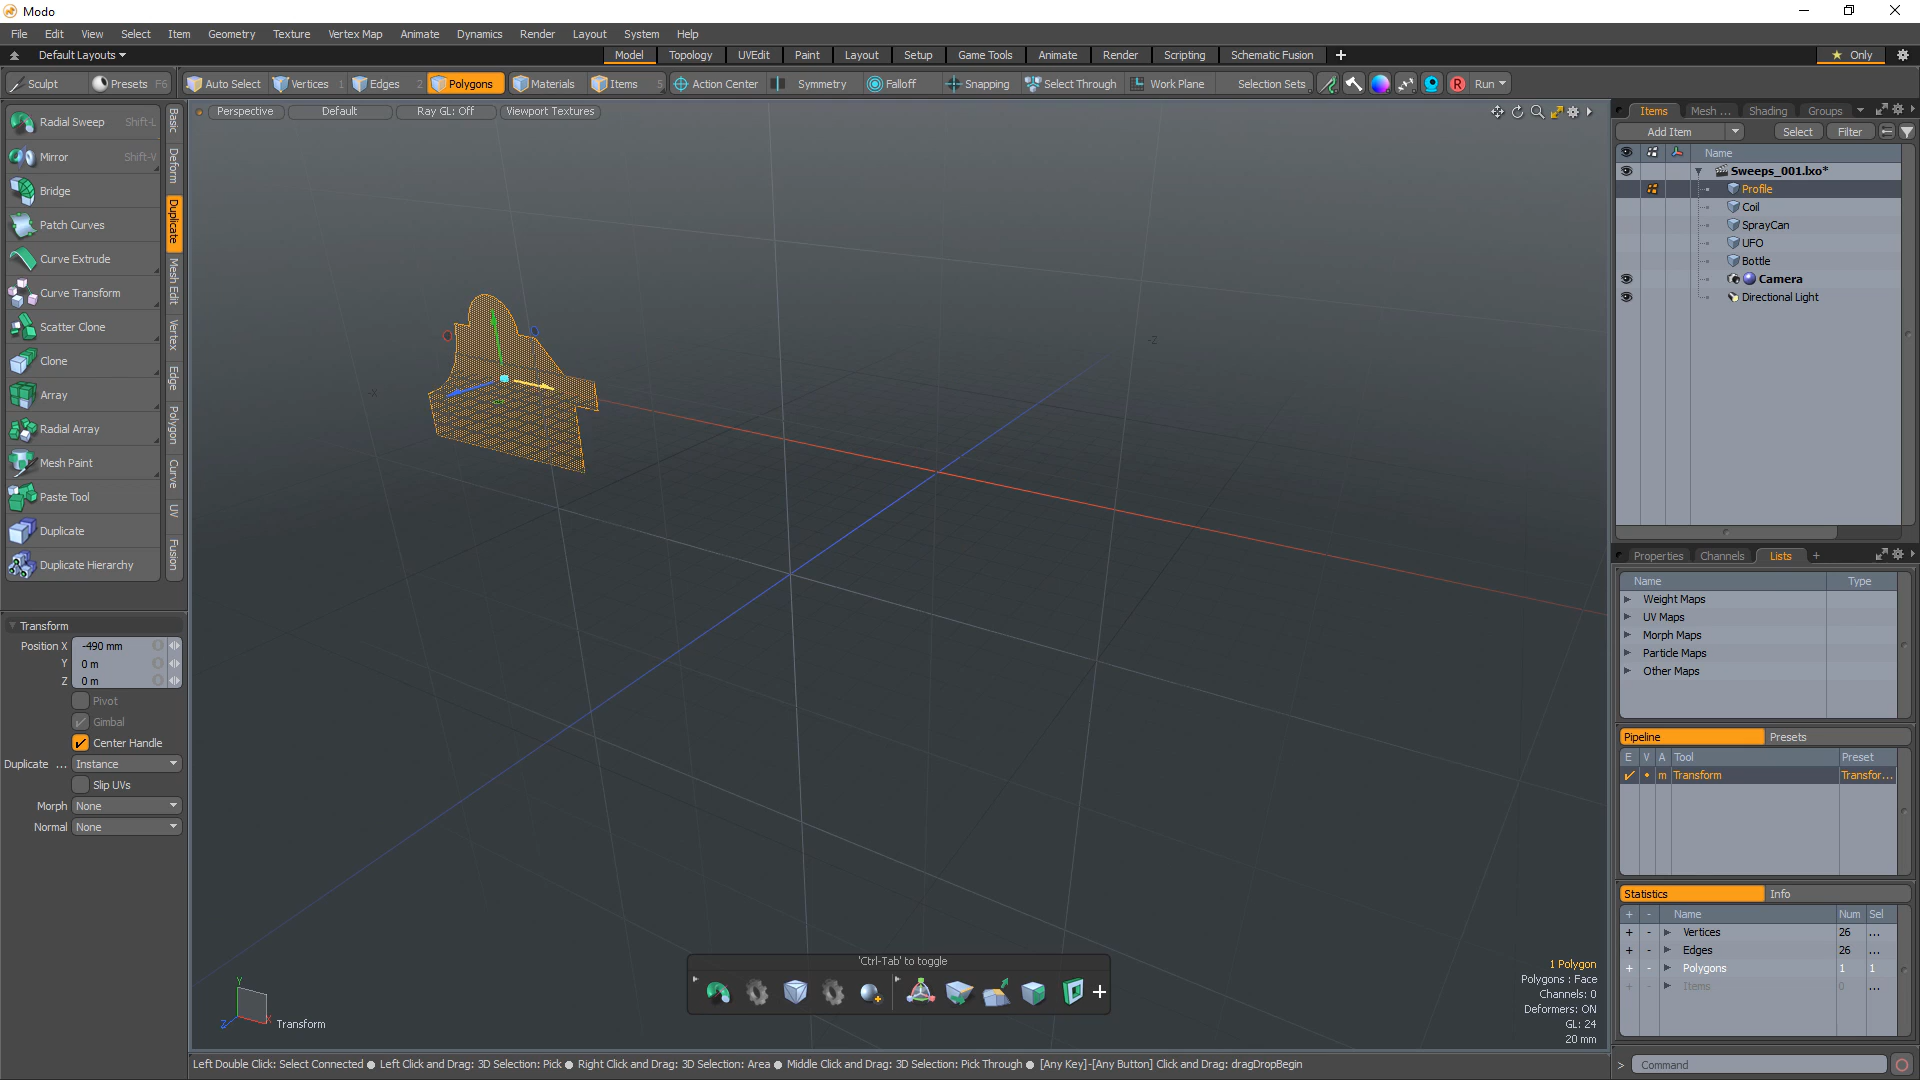 Modo
File Edit View Select Item Geometry Texture Vertex Map Animate Dynamics Render Layout System Help
Default Layouts Model Topology UVEdit Paint Layout Setup Game Tools Animate Render Scripting Schematic Fusion + Only
Sculpt Presets F6 Auto Select Vertices 1 Edges 2 Polygons Materials Items 5 Action Center Symmetry Falloff Snapping Select Through Work Plane Selection Sets Run
Radial Sweep Shift-L
Mirror Shift-V
Bridge
Patch Curves
Curve Extrude
Curve Transform
Scatter Clone
Clone
Array
Radial Array
Mesh Paint
Paste Tool
Duplicate
Duplicate Hierarchy
Basic
Deform
Duplicate
Mesh Edit
Vertex
Edge
Polygon
Curve
UV
Fusion
Transform
Position X -490 mm
Y 0 m
Z 0 m
Pivot
Gimbal
Center Handle
Duplicate ... Instance
Slip UVs
Morph None
Normal None
Perspective Default Ray GL: Off Viewport Textures
-X
-Z
Y
Z X
Transform
'Ctrl-Tab' to toggle
1 Polygon
Polygons : Face
Channels: 0
Deformers: ON
GL: 24
20 mm
Left Double Click: Select Connected ● Left Click and Drag: 3D Selection: Pick ● Right Click and Drag: 3D Selection: Area ● Middle Click and Drag: 3D Selection: Pick Through ● [Any Key]-[Any Button] Click and Drag: dragDropBegin
Items Mesh ... Shading Groups
Add Item Select Filter
Name
Sweeps_001.lxo*
Profile
Coil
SprayCan
UFO
Bottle
Camera
Directional Light
Properties Channels Lists +
Name Type
Weight Maps
UV Maps
Morph Maps
Particle Maps
Other Maps
Pipeline Presets
E V A Tool Preset
m Transform Transfor...
Statistics Info
+ - Name Num Sel
+ - Vertices 26 ...
+ - Edges 26 ...
+ - Polygons 1 1
+ - Items 0 ...
> Command